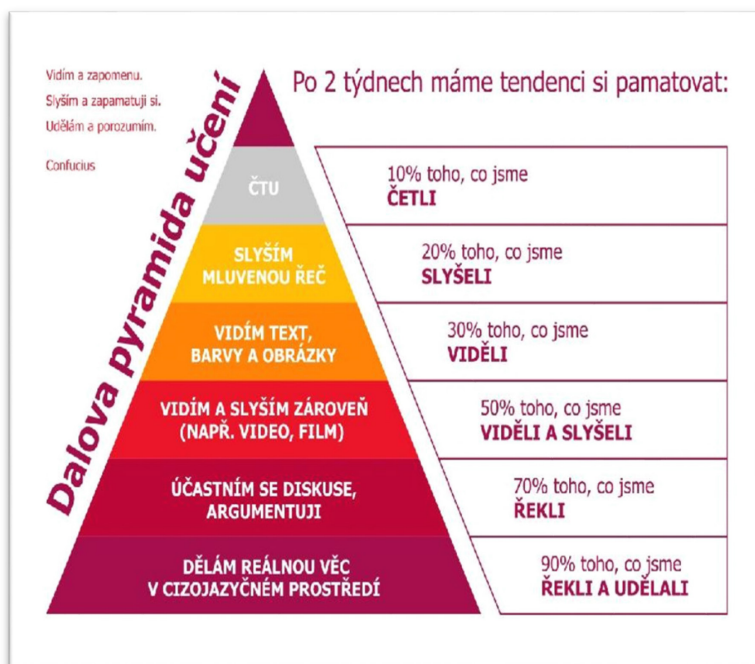 Vidím a zapomenu.
Slyším a zapamatuji si.
Udělám a porozumím.
Confucius
Dalova pyramida učení
Po 2 týdnech máme tendenci si pamatovat:
ČTU
10% toho, co jsme
ČETLI
SLYŠÍM
MLUVENOU ŘEČ
20% toho, co jsme
SLYŠELI
VIDÍM TEXT,
BARVY A OBRÁZKY
30% toho, co jsme
VIDĚLI
VIDÍM A SLYŠÍM ZÁROVEŇ
(NAPŘ. VIDEO, FILM)
50% toho, co jsme
VIDĚLI A SLYŠELI
ÚČASTNÍM SE DISKUSE,
ARGUMENTUJI
70% toho, co jsme
ŘEKLI
DĚLÁM REÁLNOU VĚC
V CIZOJAZYČNÉM PROSTŘEDÍ
90% toho, co jsme
ŘEKLI A UDĚLALI